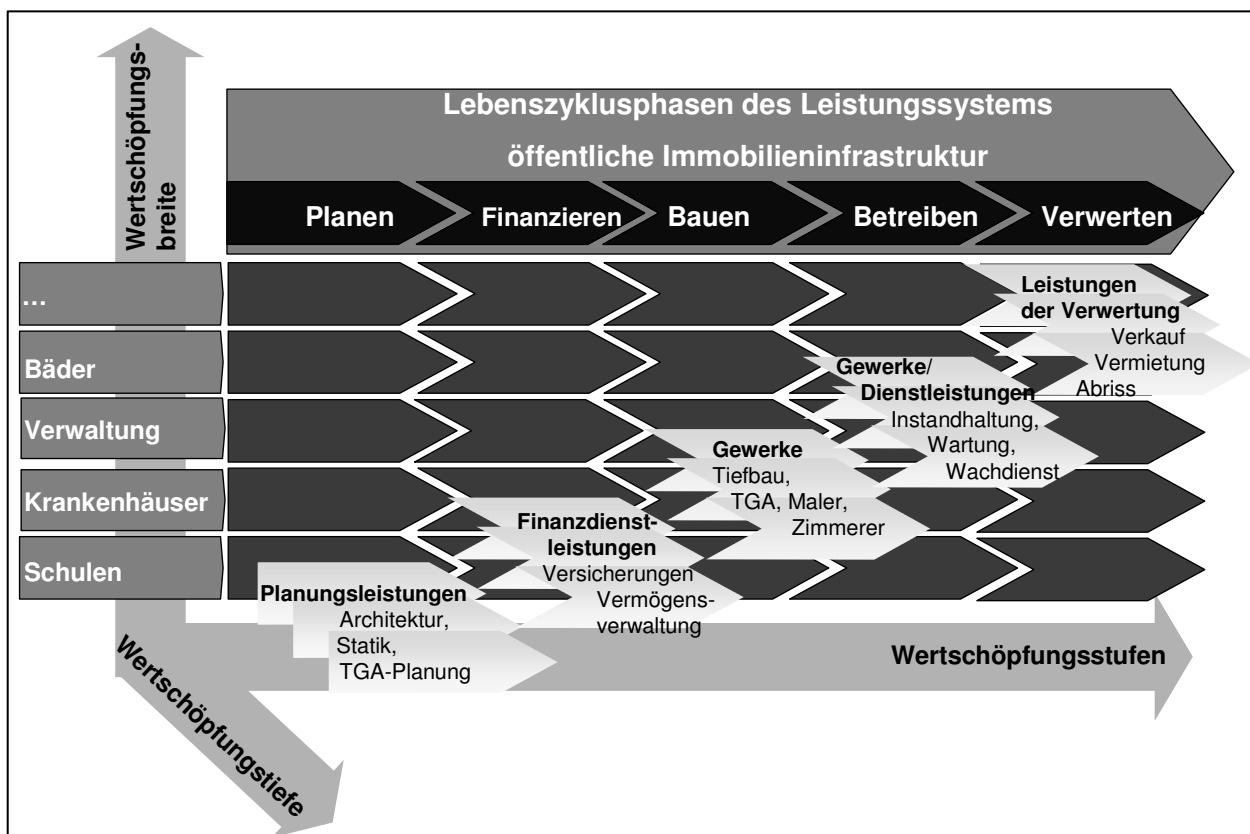 Wertschöpfungs-
breite
Lebenszyklusphasen des Leistungssystems
öffentliche Immobilieninfrastruktur
Planen
Finanzieren
Bauen
Betreiben
Verwerten
...
Bäder
Verwaltung
Krankenhäuser
Schulen
Leistungen
der Verwertung
Verkauf
Vermietung
Abriss
Gewerke/
Dienstleistungen
Instandhaltung,
Wartung,
Wachdienst
Gewerke
Tiefbau,
TGA, Maler,
Zimmerer
Finanzdienst-
leistungen
Versicherungen
Vermögens-
verwaltung
Planungsleistungen
Architektur,
Statik,
TGA-Planung
Wertschöpfungsstufen
Wertschöpfungstiefe